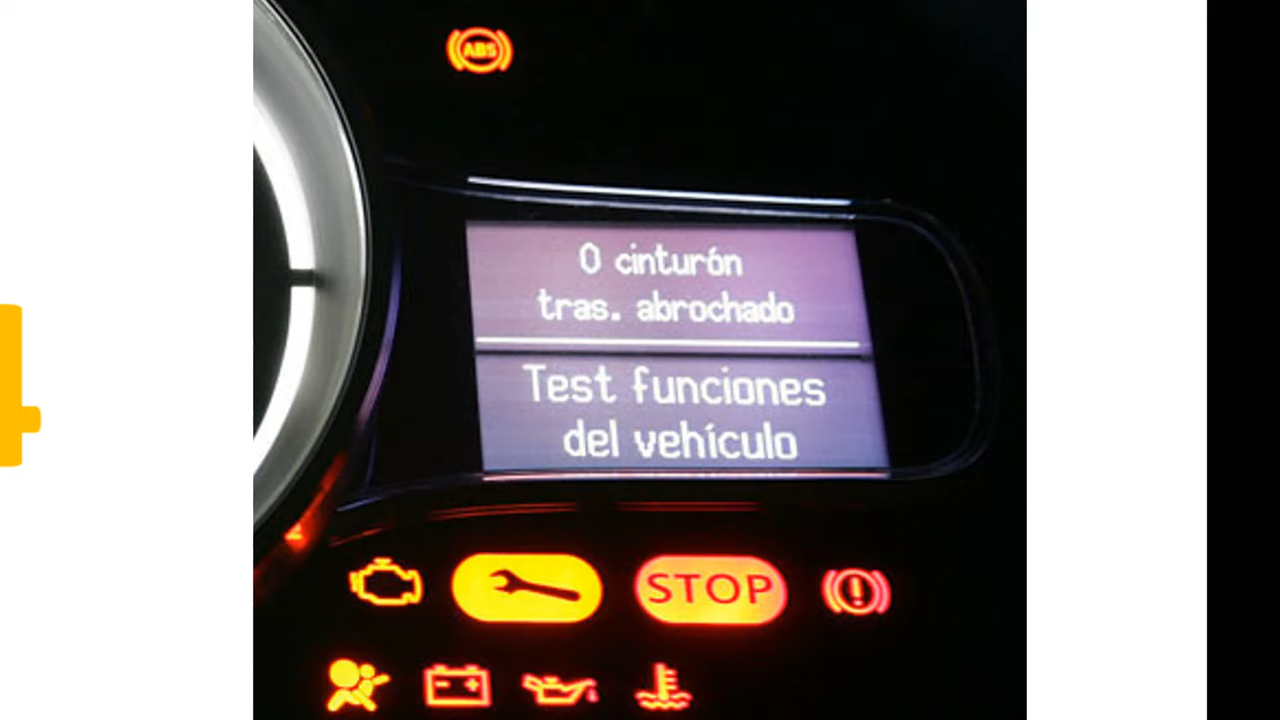 ABS
0 cinturón
tras. abrochado
Test funciones
del vehículo
STOP